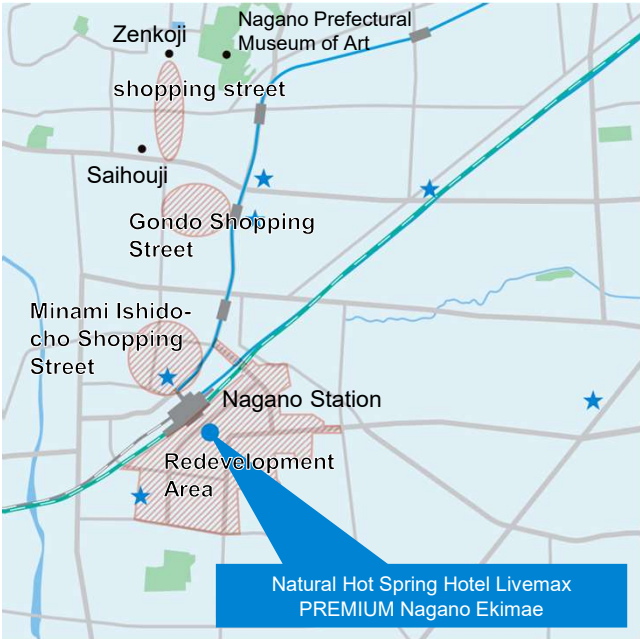 Zenkoji
Nagano Prefectural
Museum of Art
shopping street
Saihouji
Gondo Shopping
Street
Minami Ishido-
cho Shopping
Street
Nagano Station
Redevelopment
Area
Natural Hot Spring Hotel Livemax
PREMIUM Nagano Ekimae